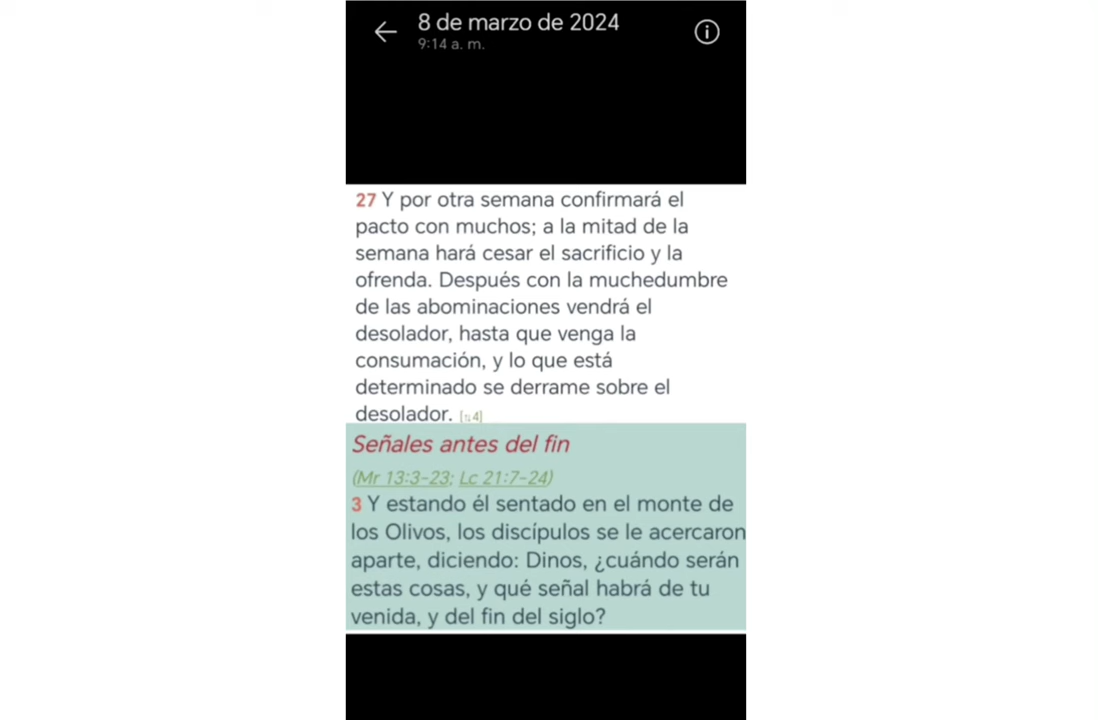 8 de marzo de 2024
9:14 a. m.
27 Y por otra semana confirmará el
pacto con muchos; a la mitad de la
semana hará cesar el sacrificio y la
ofrenda. Después con la muchedumbre
de las abominaciones vendrá el
desolador, hasta que venga la
consumación, y lo que está
determinado se derrame sobre el
desolador.
Señales antes del fin
(Mr 13:3-23; Lc 21:7-24)
3 Y estando él sentado en el monte de
los Olivos, los discípulos se le acercaron
aparte, diciendo: Dinos, ¿cuándo serán
estas cosas, y qué señal habrá de tu
venida, y del fin del siglo?